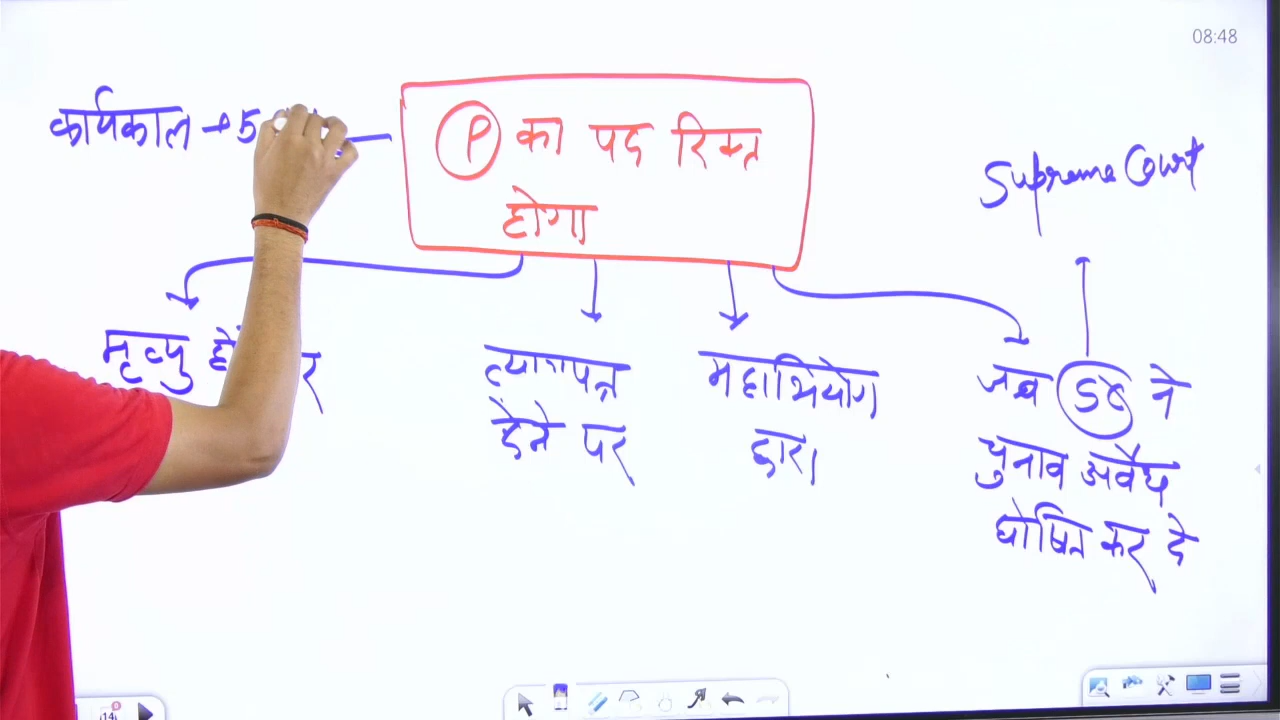 08:48
कार्यकाल → 5
(P) का पद रिक्त
होगा
Supreme Court
मृत्यु
त्यागपत्र
देने पर
महाभियोग
द्वारा
जब SC ने
चुनाव अवैध
घोषित कर दे